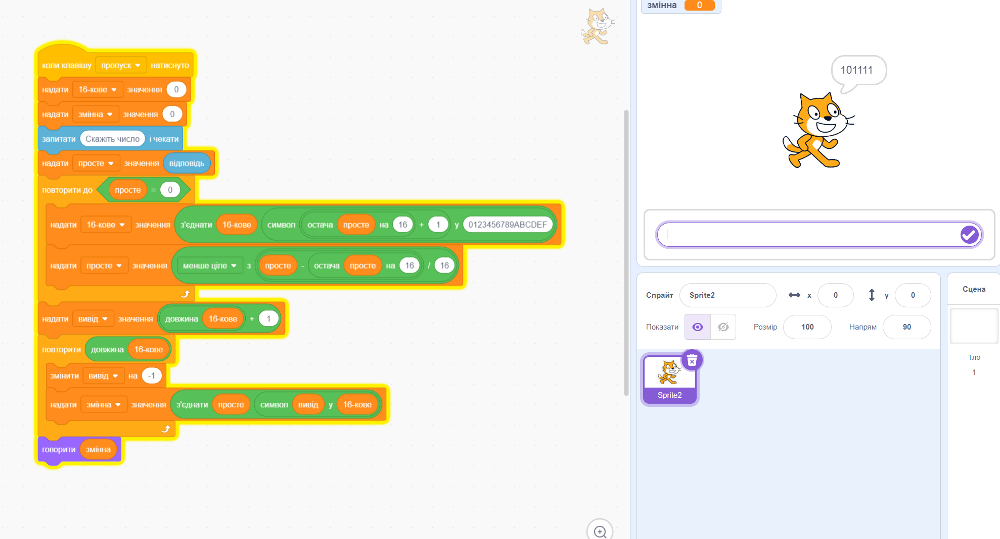 коли клавішу пропуск натиснуто
надати 16-кове значення 0
надати змінна значення 0
запитати Скажіть число і чекати
надати просте значення відповідь
повторити до просте = 0
надати 16-кове значення з'єднати 16-кове символ остача просте на 16 + 1 у 0123456789ABCDEF
надати просте значення менше ціле з просте - остача просте на 16 / 16
надати вивід значення довжина 16-кове + 1
повторити довжина 16-кове
змінити вивід на -1
надати змінна значення з'єднати просте символ вивід у 16-кове
говорити змінна
змінна 0
101111
Спрайт Sprite2 x 0 y 0
Показати Розмір 100 Напрям 90
Sprite2
Сцена
Тло
1